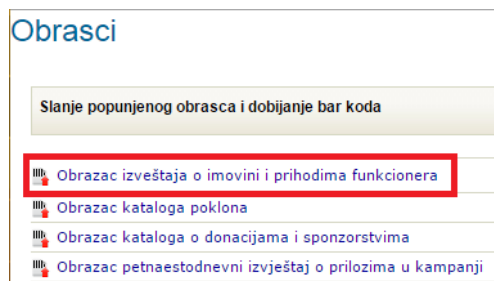 Obrasci
Slanje popunjenog obrasca i dobijanje bar koda
Obrazac izveštaja o imovini i prihodima funkcionera
Obrazac kataloga poklona
Obrazac kataloga o donacijama i sponzorstvima
Obrazac petnaestodnevni izvještaj o prilozima u kampanji